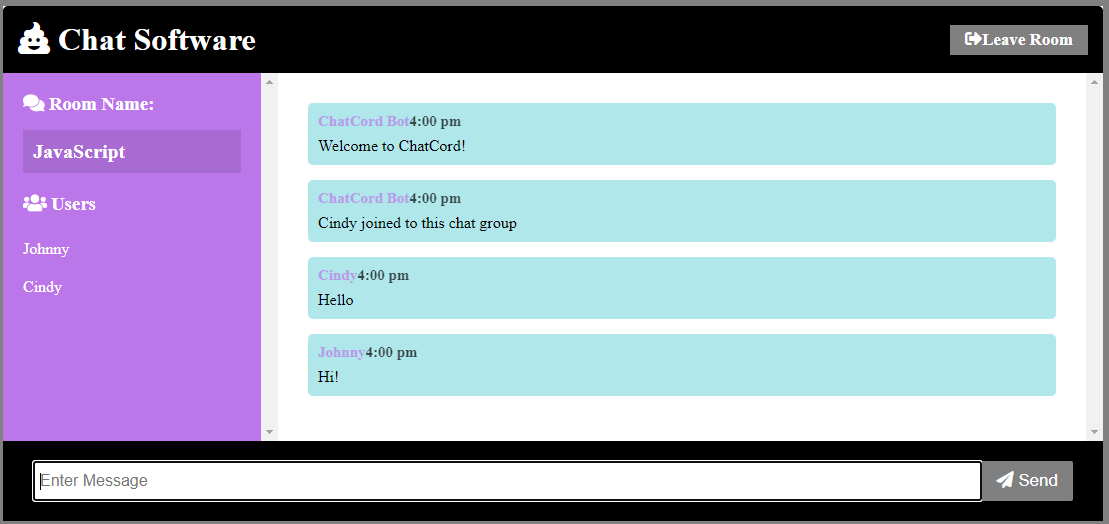 Chat Software
Leave Room
Room Name:
JavaScript
Users
Johnny
Cindy
ChatCord Bot4:00 pm
Welcome to ChatCord!
ChatCord Bot4:00 pm
Cindy joined to this chat group
Cindy4:00 pm
Hello
Johnny4:00 pm
Hi!
Enter Message
Send